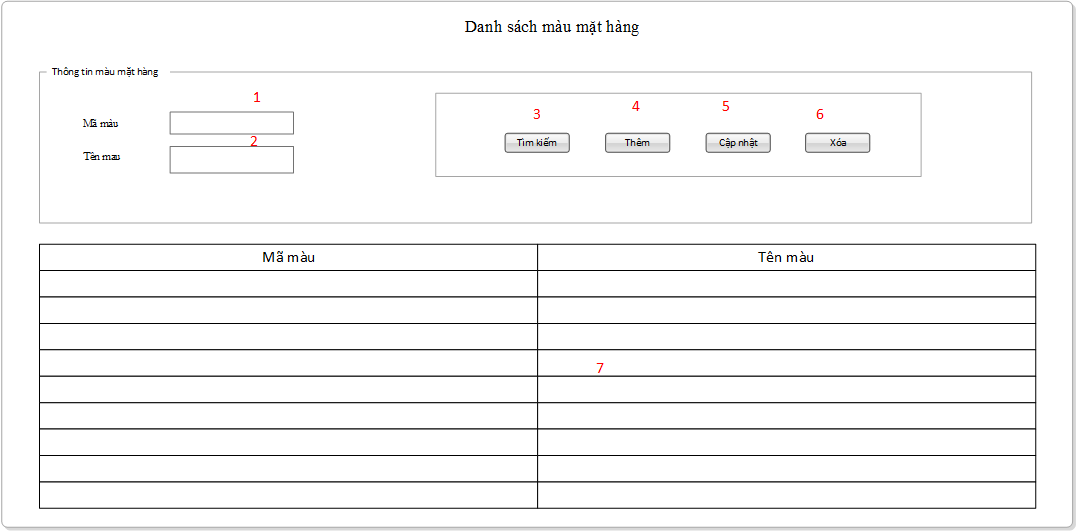 Danh sách màu mặt hàng
Thông tin màu mặt hàng
1
3 4 5 6
Mã màu
2
Tìm kiếm Thêm Cập nhật Xóa
Tên mau
Mã màu Tên màu
7